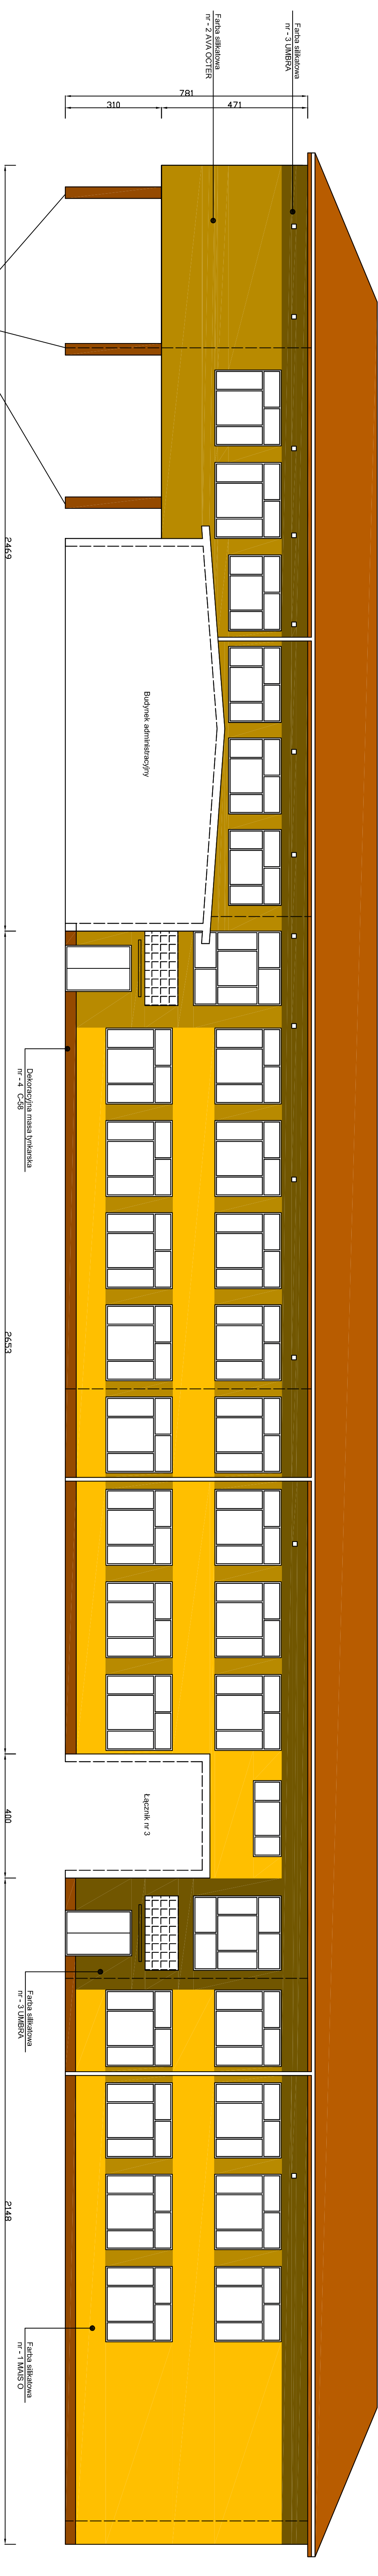 Farba silikatowa
nr - 3 UMBRA
Farba silikatowa
nr - 2 AVA OCTER
781
310
471
2469
Budynek administracyjny
Dekoracyjna masa tynkarska
nr - 4 C-58
2653
Łącznik nr 3
400
Farba silikatowa
nr - 3 UMBRA
2148
Farba silikatowa
nr - 1 MAIS O